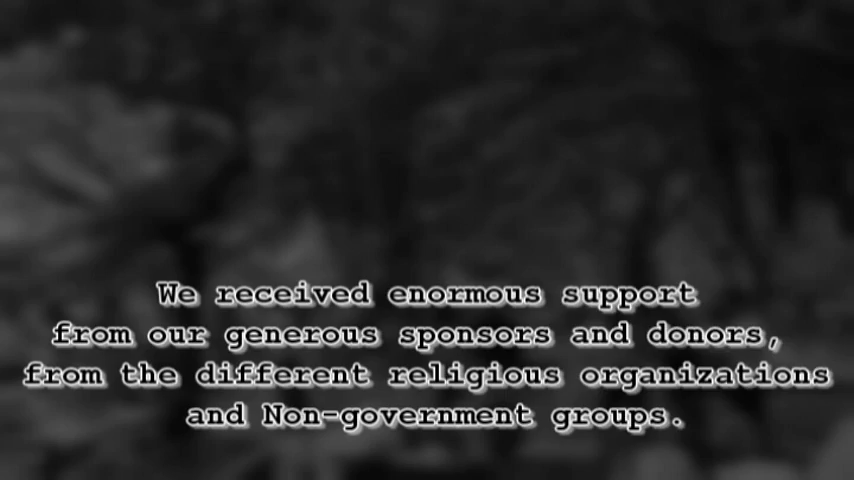 We received enormous support
from our generous sponsors and donors,
from the different religious organizations
and Non-government groups.